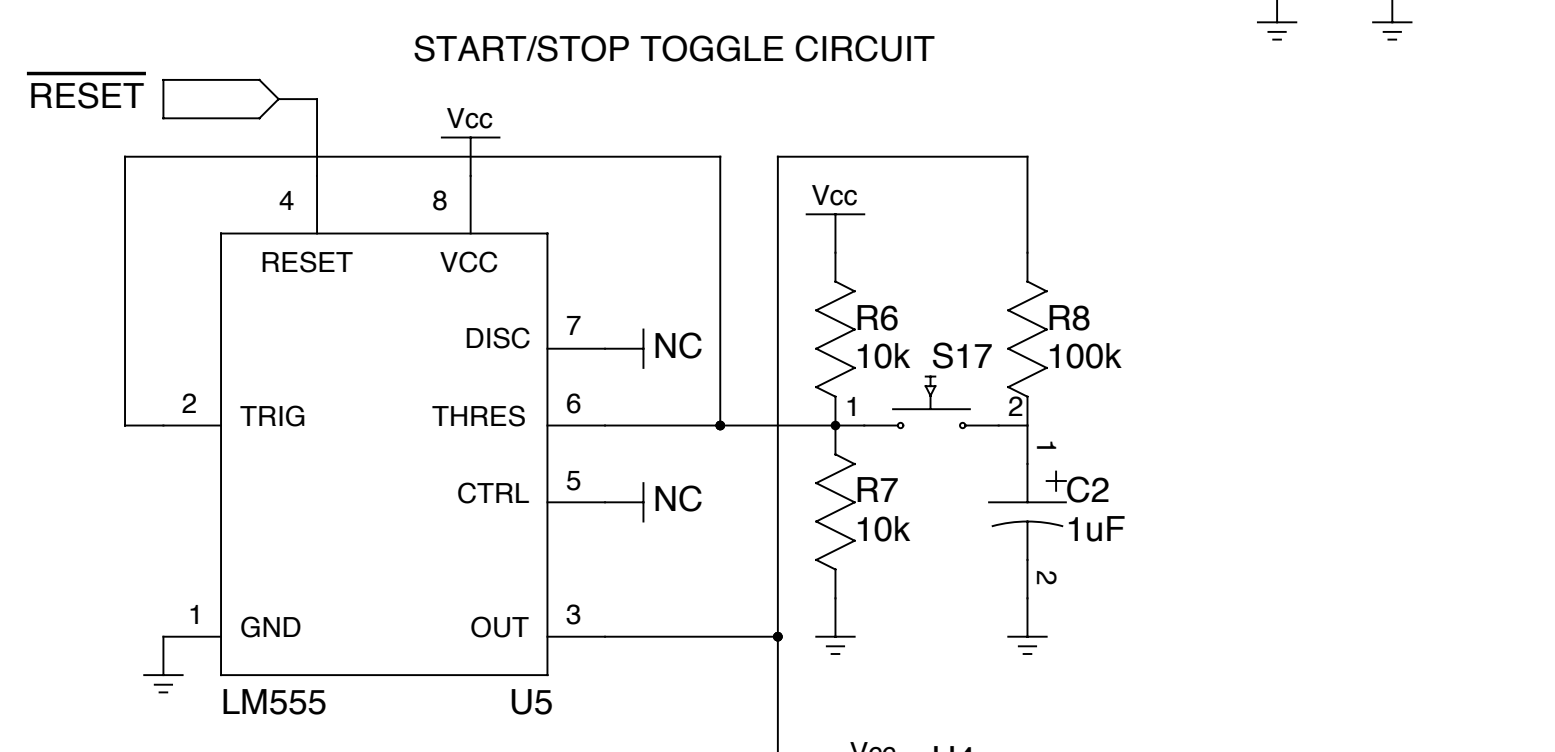 START/STOP TOGGLE CIRCUIT
RESET
Vcc
4
8
Vcc
RESET
VCC
R6
R8
DISC
7
NC
10k
S17
100k
2
TRIG
THRES
6
1
2
1
CTRL
5
NC
R7
+
C2
10k
1uF
2
1
GND
OUT
3
LM555
U5
Vcc
U4